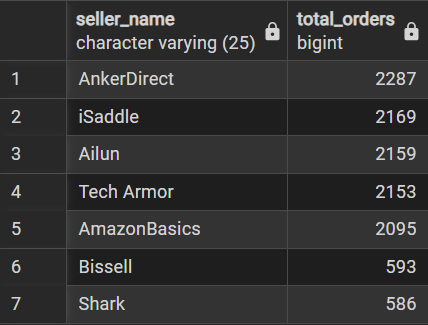 seller_name total_orders
character varying (25) bigint
1 AnkerDirect 2287
2 iSaddle 2169
3 Ailun 2159
4 Tech Armor 2153
5 AmazonBasics 2095
6 Bissell 593
7 Shark 586